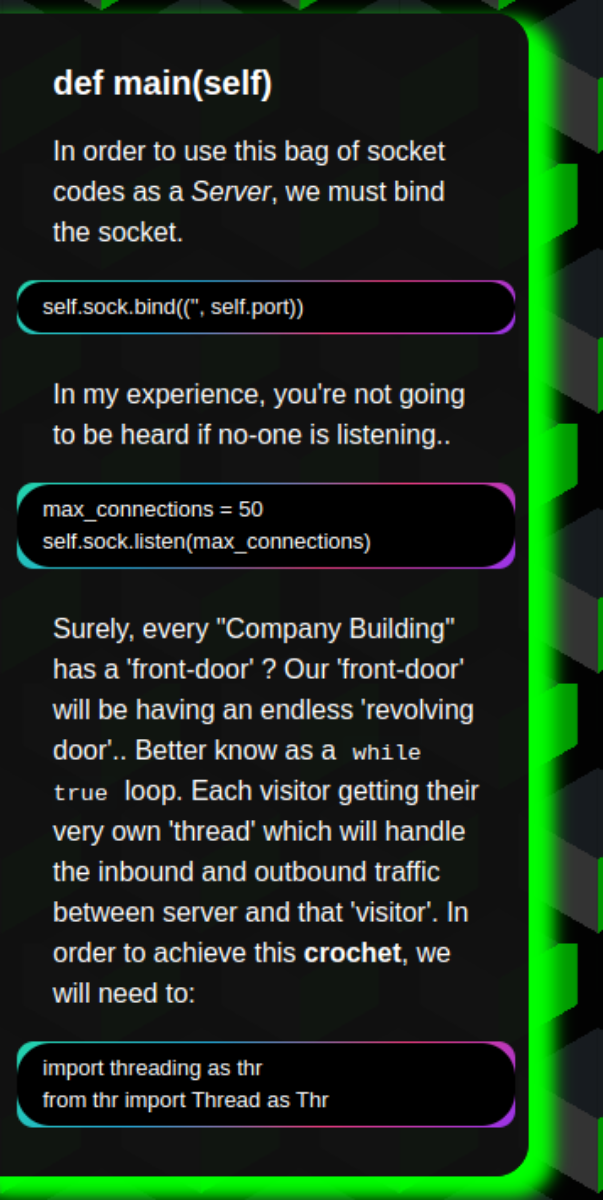 def main(self)
In order to use this bag of socket
codes as a Server, we must bind
the socket.
self.sock.bind(('', self.port))
In my experience, you're not going
to be heard if no-one is listening..
max_connections = 50
self.sock.listen(max_connections)
Surely, every "Company Building"
has a 'front-door' ? Our 'front-door'
will be having an endless 'revolving
door'.. Better know as a while
true loop. Each visitor getting their
very own 'thread' which will handle
the inbound and outbound traffic
between server and that 'visitor'. In
order to achieve this crochet, we
will need to:
import threading as thr
from thr import Thread as Thr